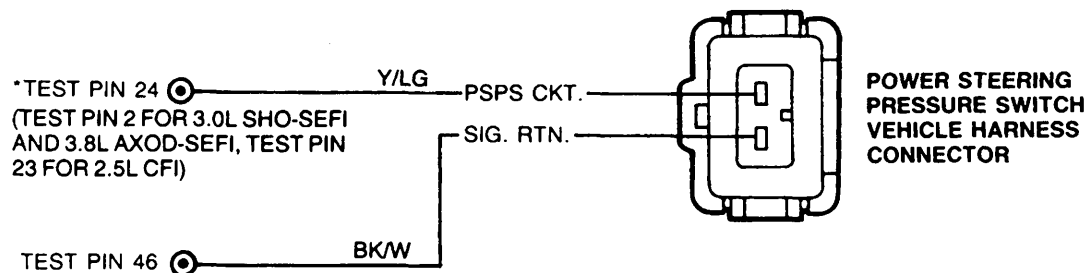 *TEST PIN 24
(TEST PIN 2 FOR 3.0L SHO-SEFI
AND 3.8L AXOD-SEFI, TEST PIN
23 FOR 2.5L CFI)
Y/LG
PSPS CKT.
SIG. RTN.
POWER STEERING
PRESSURE SWITCH
VEHICLE HARNESS
CONNECTOR
TEST PIN 46
BK/W